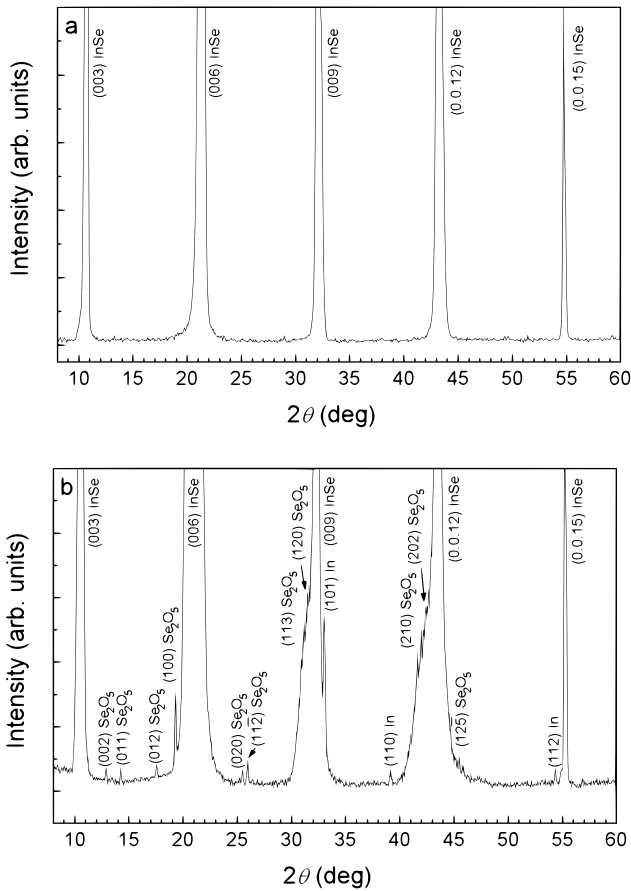 a
(003) InSe
(006) InSe
(009) InSe
(0.0.12) InSe
(0.0.15) InSe
Intensity (arb. units)
10 15 20 25 30 35 40 45 50 55 60
2θ (deg)
b
(003) InSe
(002) Se₂O₅
(011) Se₂O₅
(012) Se₂O₅
(100) Se₂O₅
(006) InSe
(020) Se₂O₅
(112) Se₂O₅
(113) Se₂O₅
(120) Se₂O₅
(101) In
(009) InSe
(110) In
(210) Se₂O₅
(202) Se₂O₅
(0.0.12) InSe
(125) Se₂O₅
(112) In
(0.0.15) InSe
Intensity (arb. units)
10 15 20 25 30 35 40 45 50 55 60
2θ (deg)